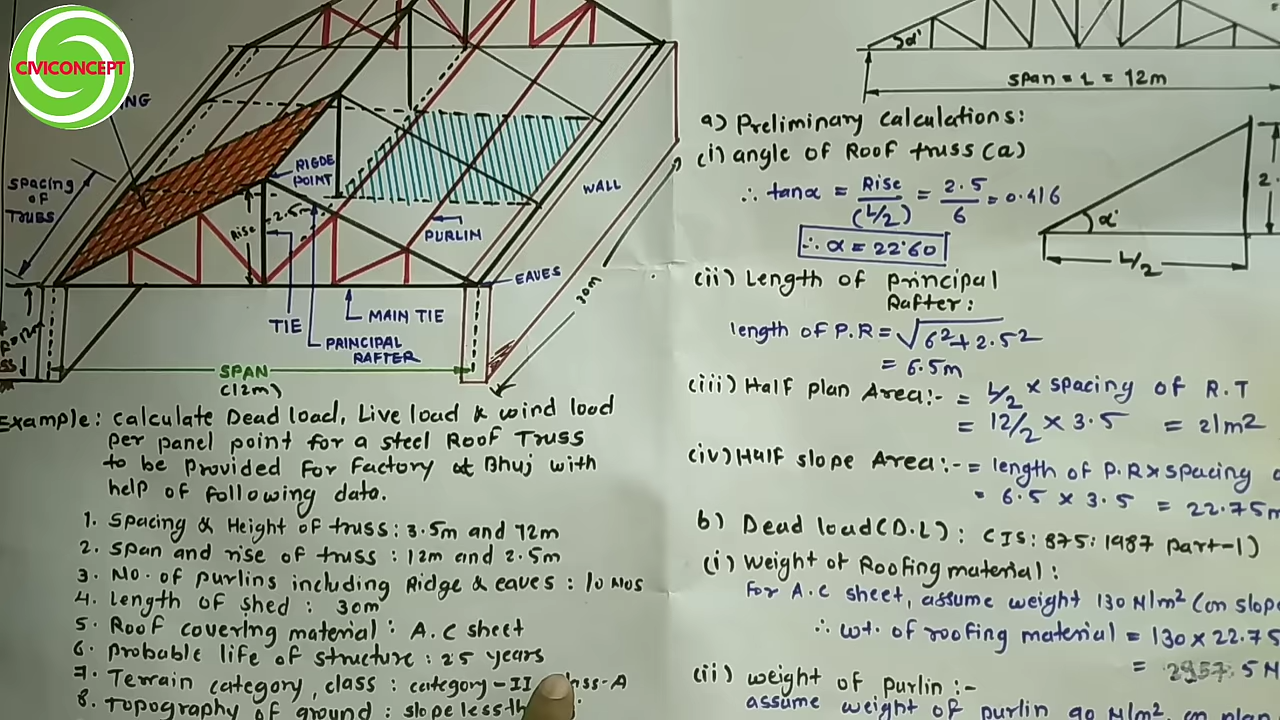 CIVICONCEPT
NG
Spacing
of
TRUSS
RIGDE
POINT
2.5m
Rise
PURLIN
WALL
EAVES
30m
TIE
MAIN TIE
PRINCIPAL
RAFTER
SPAN
(12m)
Example: Calculate Dead load, Live load & wind load
per panel point for a steel Roof Truss
to be provided for Factory at Bhuj with
help of following data.
1. Spacing & Height of truss: 3.5m and 12m
2. Span and rise of truss : 12m and 2.5m
3. No. of purlins including Ridge & eaves : 10 Nos
4. length of shed : 30m
5. Roof covering material : A.C sheet
6. probable life of structure : 25 years
7. Terrain category, class : category-II ss-A
8. Topography of ground : slope less th
α'
span = L = 12m
a) Preliminary calculations:
(i) angle of Roof truss (a)
∴ tanα = Rise/(L/2) = 2.5/6 = 0.416
∴ α = 22°60
2.
α'
L/2
(ii) Length of principal
Rafter:
length of P.R = √6²+2.5²
= 6.5m
(iii) Half plan Area:- = L/2 × spacing of R.T
= 12/2 × 3.5 = 21m²
(iv) Half slope Area:- = length of P.R × spacing
= 6.5 × 3.5 = 22.75m
b) Dead load (D.L) : (IS:875:1987 part-1)
(i) Weight of Roofing material:
For A.C sheet, assume weight 130 N/m² (on slope
∴ wt. of roofing material = 130 × 22.75
= 2957.5 N
(ii) weight of Purlin :-
assume weight of purlin 90 N/m² on plan